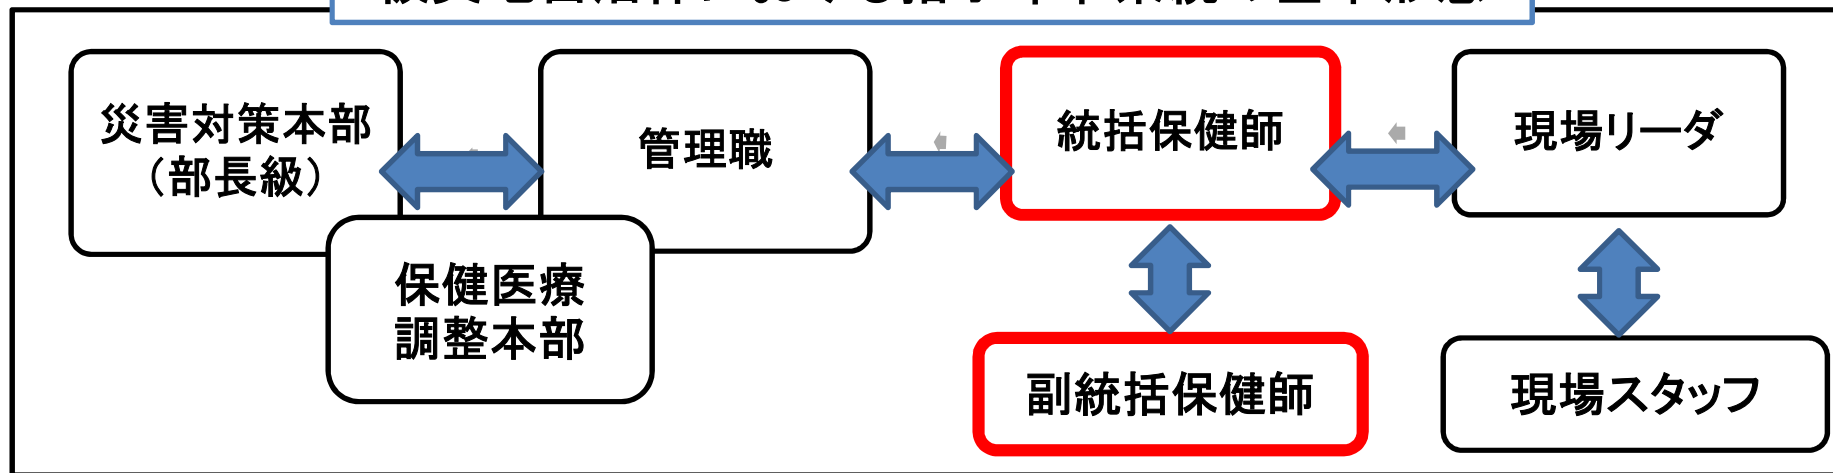 災害対策本部
（部長級）
管理職
統括保健師
現場リーダ
保健医療
調整本部
副統括保健師
現場スタッフ